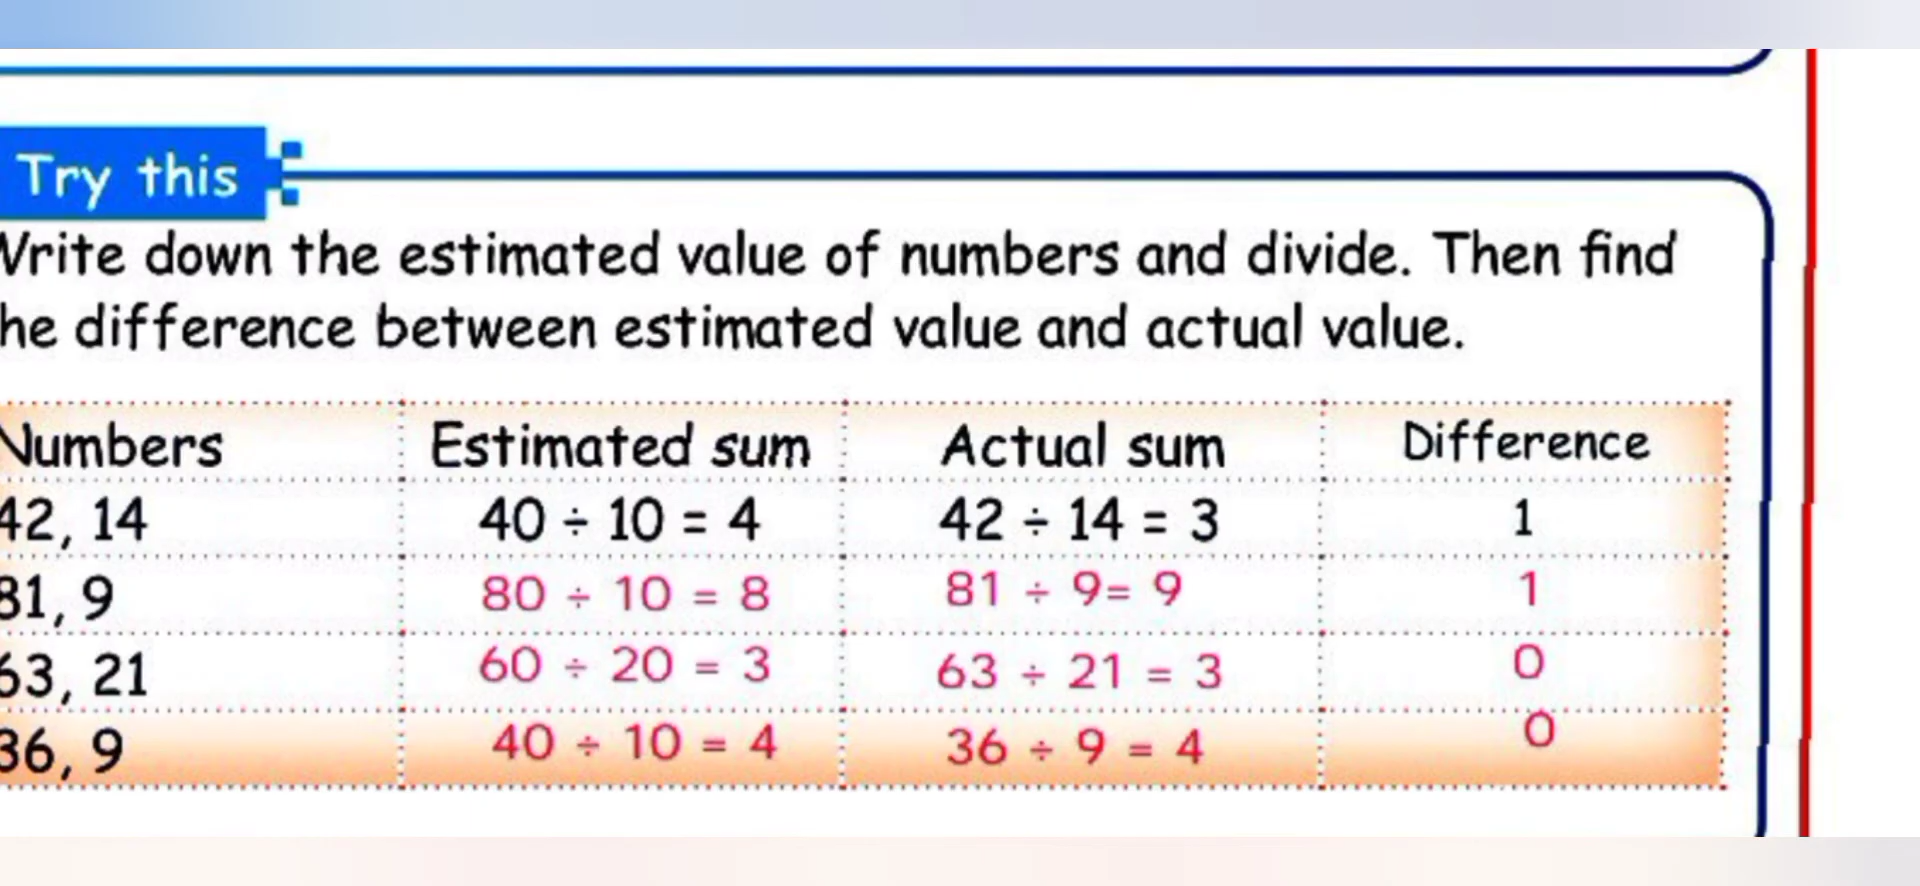 Try this
Write down the estimated value of numbers and divide. Then find
he difference between estimated value and actual value.
Numbers Estimated sum Actual sum Difference
42, 14 40 ÷ 10 = 4 42 ÷ 14 = 3 1
81, 9 80 ÷ 10 = 8 81 ÷ 9= 9 1
63, 21 60 ÷ 20 = 3 63 ÷ 21 = 3 0
36, 9 40 ÷ 10 = 4 36 ÷ 9 = 4 0